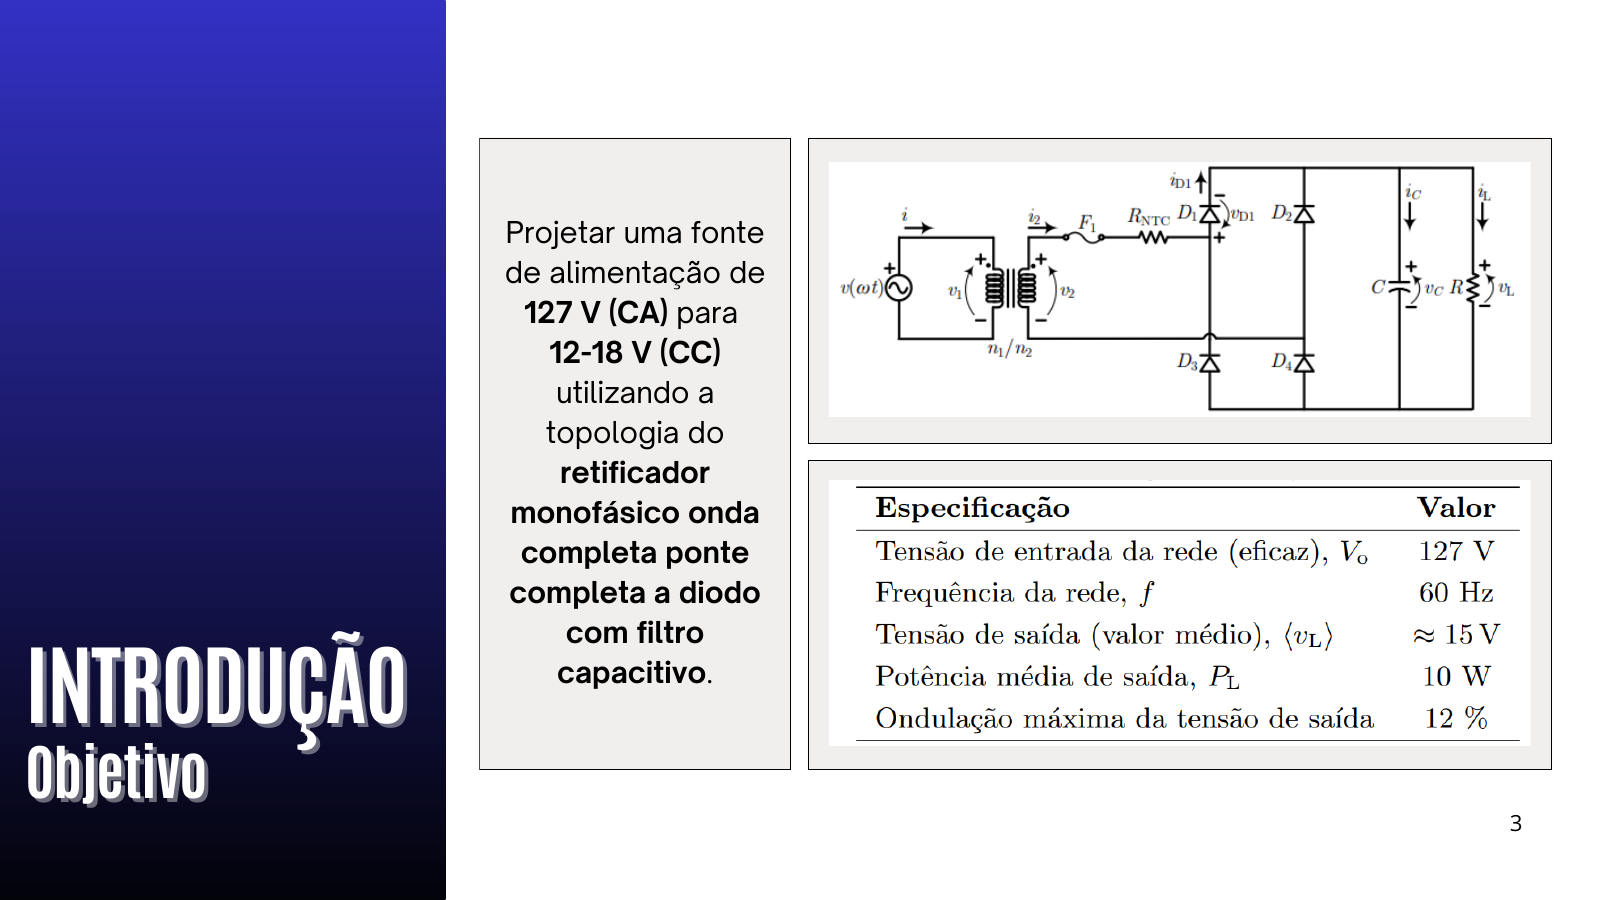 INTRODUÇÃO
Objetivo
Projetar uma fonte
de alimentação de
127 V (CA) para
12-18 V (CC)
utilizando a
topologia do
retificador
monofásico onda
completa ponte
completa a diodo
com filtro
capacitivo.
i
v(ωt)
+
v1
+
−
n1/n2
+
−
v2
i2
F1
RNTC
iD1
D1
−
vD1
+
D2
D3
D4
iC
C
+
−
vC
iL
R
+
−
vL
Especificação Valor
Tensão de entrada da rede (eficaz), Vo 127 V
Frequência da rede, f 60 Hz
Tensão de saída (valor médio), ⟨vL⟩ ≈ 15 V
Potência média de saída, PL 10 W
Ondulação máxima da tensão de saída 12 %
3